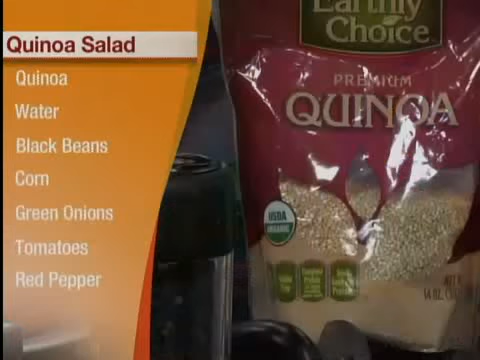 Quinoa Salad
Quinoa
Water
Black Beans
Corn
Green Onions
Tomatoes
Red Pepper
Earthly
Choice
PREMIUM
QUINOA
USDA
ORGANIC